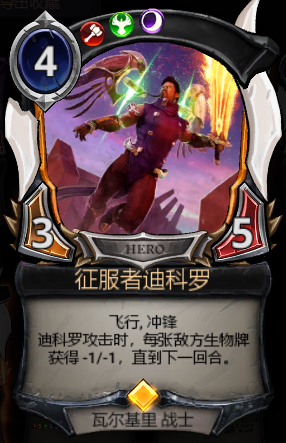 4
3
5
HERO
征服者迪科罗
飞行, 冲锋
迪科罗攻击时，每张敌方生物牌
获得 -1/-1，直到下一回合。
瓦尔基里 战士